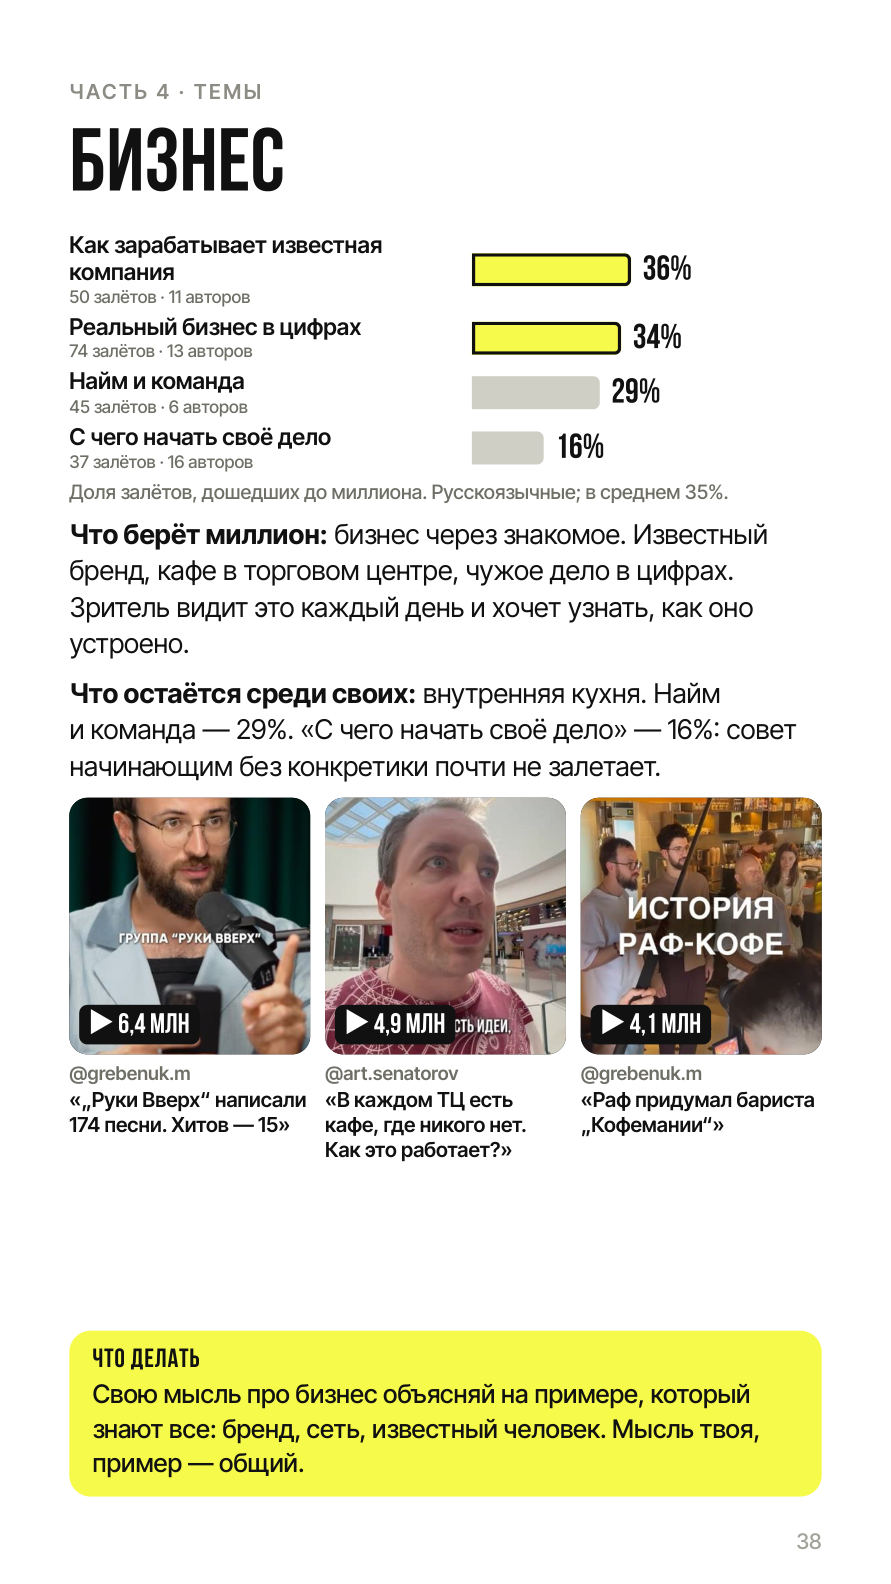 ЧАСТЬ 4 · ТЕМЫ
БИЗНЕС
Как зарабатывает известная
компания
50 залётов · 11 авторов
36%
Реальный бизнес в цифрах
74 залётов · 13 авторов
34%
Найм и команда
45 залётов · 6 авторов
29%
С чего начать своё дело
37 залётов · 16 авторов
16%
Доля залётов, дошедших до миллиона. Русскоязычные; в среднем 35%.
Что берёт миллион: бизнес через знакомое. Известный
бренд, кафе в торговом центре, чужое дело в цифрах.
Зритель видит это каждый день и хочет узнать, как оно
устроено.
Что остаётся среди своих: внутренняя кухня. Найм
и команда — 29%. «С чего начать своё дело» — 16%: совет
начинающим без конкретики почти не залетает.
ГРУППА "РУКИ ВВЕРХ"
6,4 МЛН
@grebenuk.m
«„Руки Вверх“ написали
174 песни. Хитов — 15»
4,9 МЛН
СТЬ ИДЕИ,
@art.senatorov
«В каждом ТЦ есть
кафе, где никого нет.
Как это работает?»
ИСТОРИЯ
РАФ-КОФЕ
4,1 МЛН
@grebenuk.m
«Раф придумал бариста
„Кофемании“»
ЧТО ДЕЛАТЬ
Свою мысль про бизнес объясняй на примере, который
знают все: бренд, сеть, известный человек. Мысль твоя,
пример — общий.
38